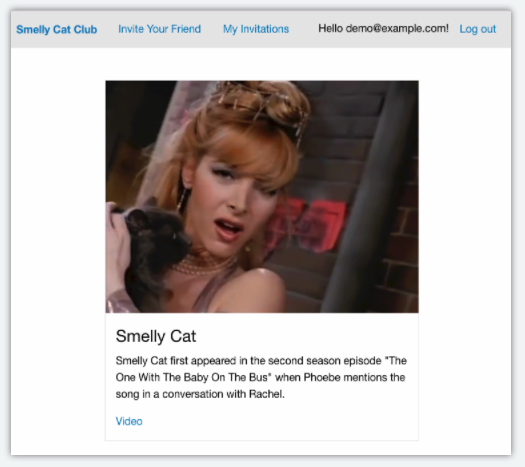 Smelly Cat Club Invite Your Friend My Invitations Hello demo@example.com! Log out
Smelly Cat
Smelly Cat first appeared in the second season episode "The
One With The Baby On The Bus" when Phoebe mentions the
song in a conversation with Rachel.
Video